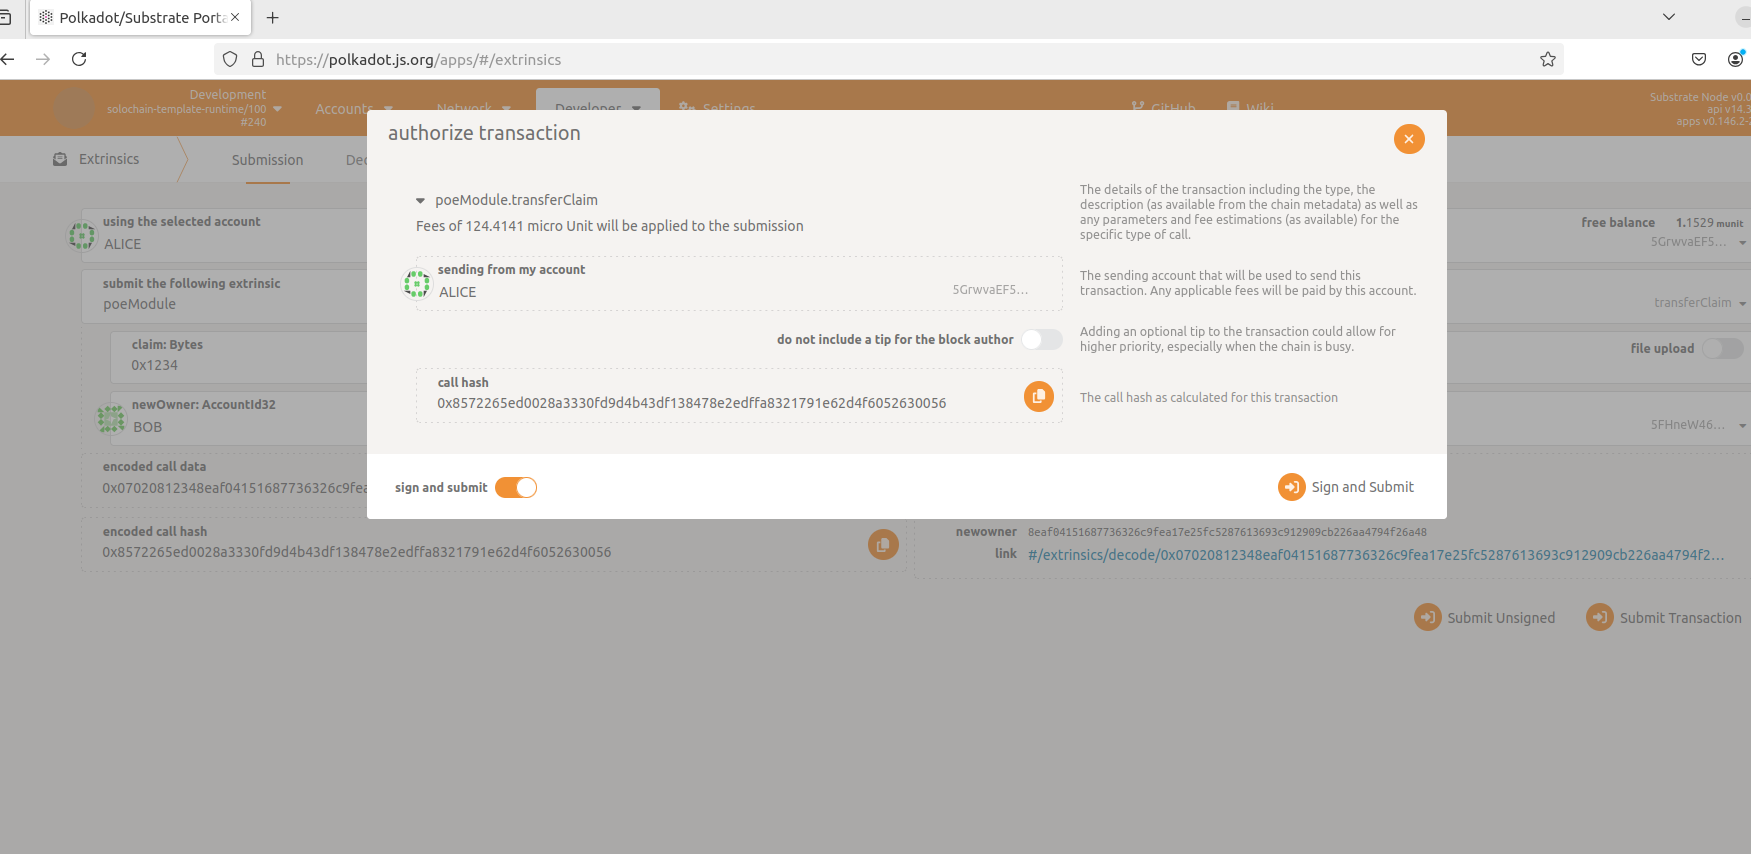 Polkadot/Substrate Porta
https://polkadot.js.org/apps/#/extrinsics
Development
solochain-template-runtime/100
#240
Accounts
Network
Developer
Settings
GitHub
Wiki
Substrate Node v0.0
api v14.3
apps v0.146.2-2
Extrinsics
Submission
Dec
authorize transaction
poeModule.transferClaim
Fees of 124.4141 micro Unit will be applied to the submission
The details of the transaction including the type, the
description (as available from the chain metadata) as well as
any parameters and fee estimations (as available) for the
specific type of call.
sending from my account
ALICE
5GrwvaEF5...
The sending account that will be used to send this
transaction. Any applicable fees will be paid by this account.
do not include a tip for the block author
Adding an optional tip to the transaction could allow for
higher priority, especially when the chain is busy.
call hash
0x8572265ed0028a3330fd9d4b43df138478e2edffa8321791e62d4f6052630056
The call hash as calculated for this transaction
sign and submit
Sign and Submit
using the selected account
ALICE
free balance 1.1529 munit
5GrwvaEF5...
submit the following extrinsic
poeModule
transferClaim
claim: Bytes
0x1234
file upload
newOwner: AccountId32
BOB
5FHneW46...
encoded call data
0x07020812348eaf04151687736326c9fea
encoded call hash
0x8572265ed0028a3330fd9d4b43df138478e2edffa8321791e62d4f6052630056
newowner 8eaf04151687736326c9fea17e25fc5287613693c912909cb226aa4794f26a48
link #/extrinsics/decode/0x07020812348eaf04151687736326c9fea17e25fc5287613693c912909cb226aa4794f2...
Submit Unsigned
Submit Transaction